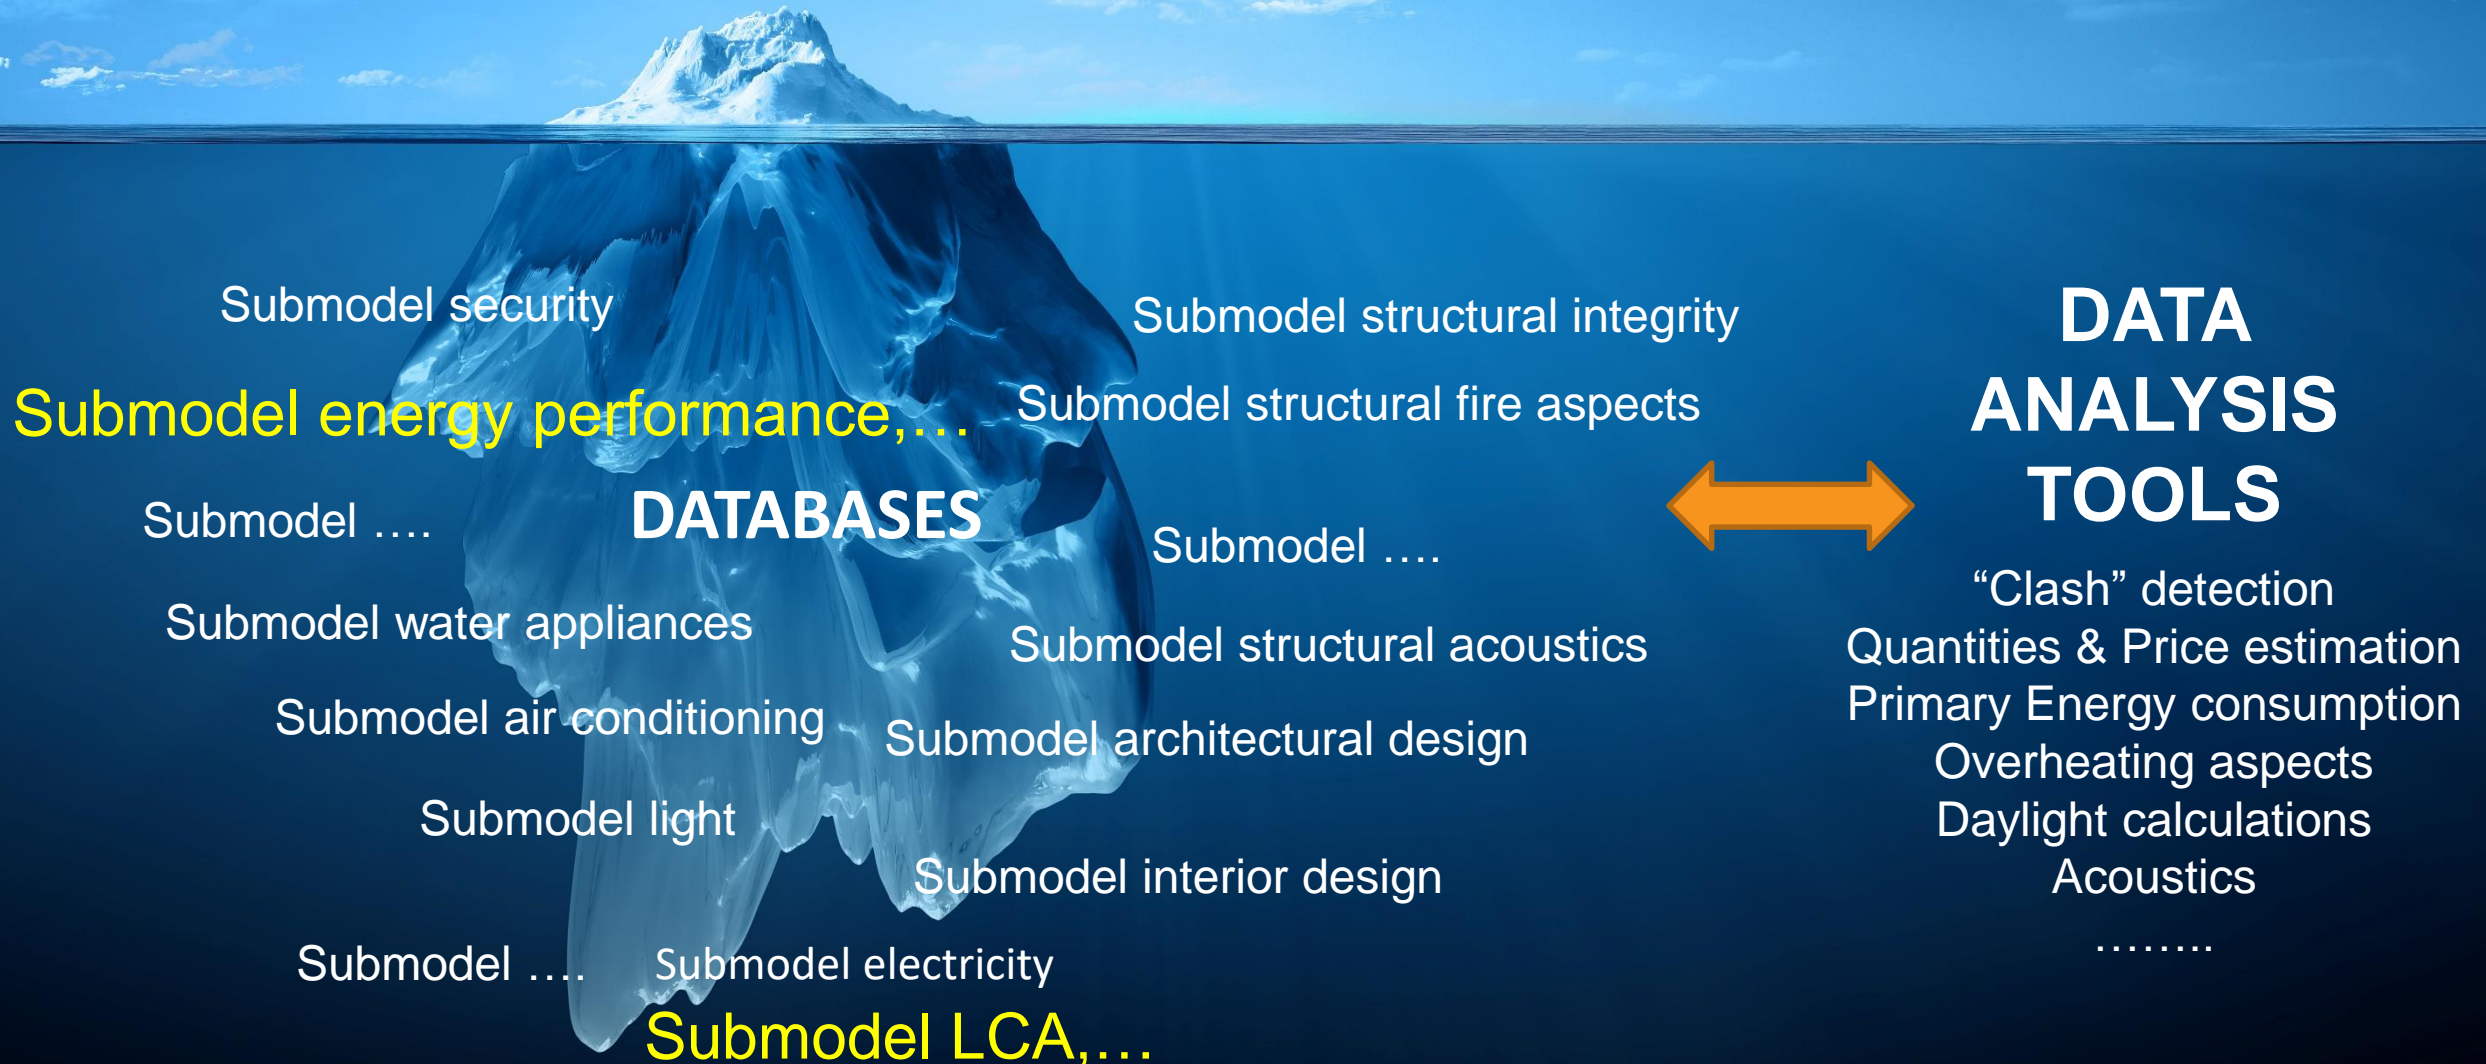 Submodel security
Submodel energy performance,…
Submodel ….
DATABASES
Submodel water appliances
Submodel air conditioning
Submodel light
Submodel ….
Submodel electricity
Submodel LCA,…
Submodel structural integrity
Submodel structural fire aspects
Submodel ….
Submodel structural acoustics
Submodel architectural design
Submodel interior design
DATA
ANALYSIS
TOOLS
“Clash” detection
Quantities & Price estimation
Primary Energy consumption
Overheating aspects
Daylight calculations
Acoustics
……..